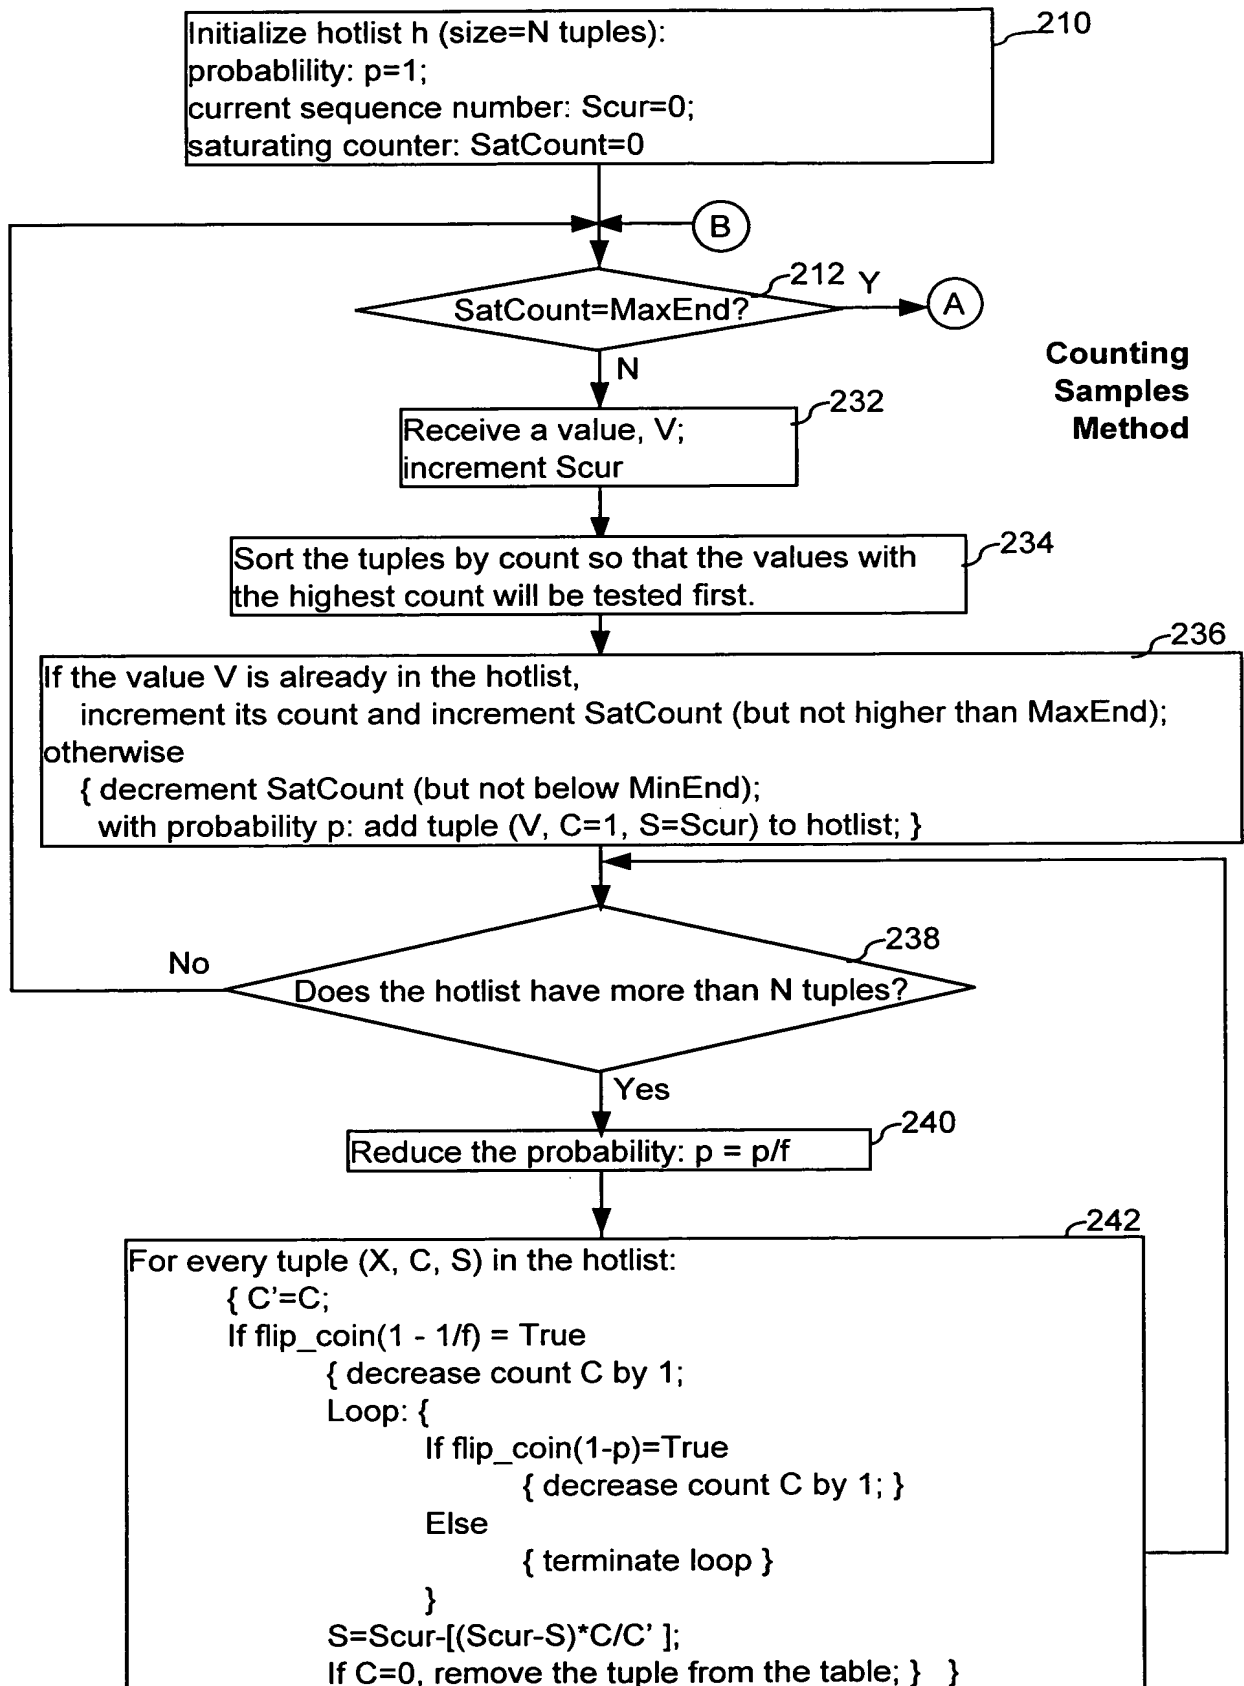 Initialize hotlist h (size=N tuples):
probablility: p=1;
current sequence number: Scur=0;
saturating counter: SatCount=0
210
B
212
Y
SatCount=MaxEnd?
A
N
Counting
Samples
Method
232
Receive a value, V;
increment Scur
234
Sort the tuples by count so that the values with
the highest count will be tested first.
236
If the value V is already in the hotlist,
increment its count and increment SatCount (but not higher than MaxEnd);
otherwise
{ decrement SatCount (but not below MinEnd);
with probability p: add tuple (V, C=1, S=Scur) to hotlist; }
238
No
Does the hotlist have more than N tuples?
Yes
240
Reduce the probability: p = p/f
242
For every tuple (X, C, S) in the hotlist:
{ C'=C;
If flip_coin(1 - 1/f) = True
{ decrease count C by 1;
Loop: {
If flip_coin(1-p)=True
{ decrease count C by 1; }
Else
{ terminate loop }
}
S=Scur-[(Scur-S)*C/C' ];
If C=0, remove the tuple from the table; } }